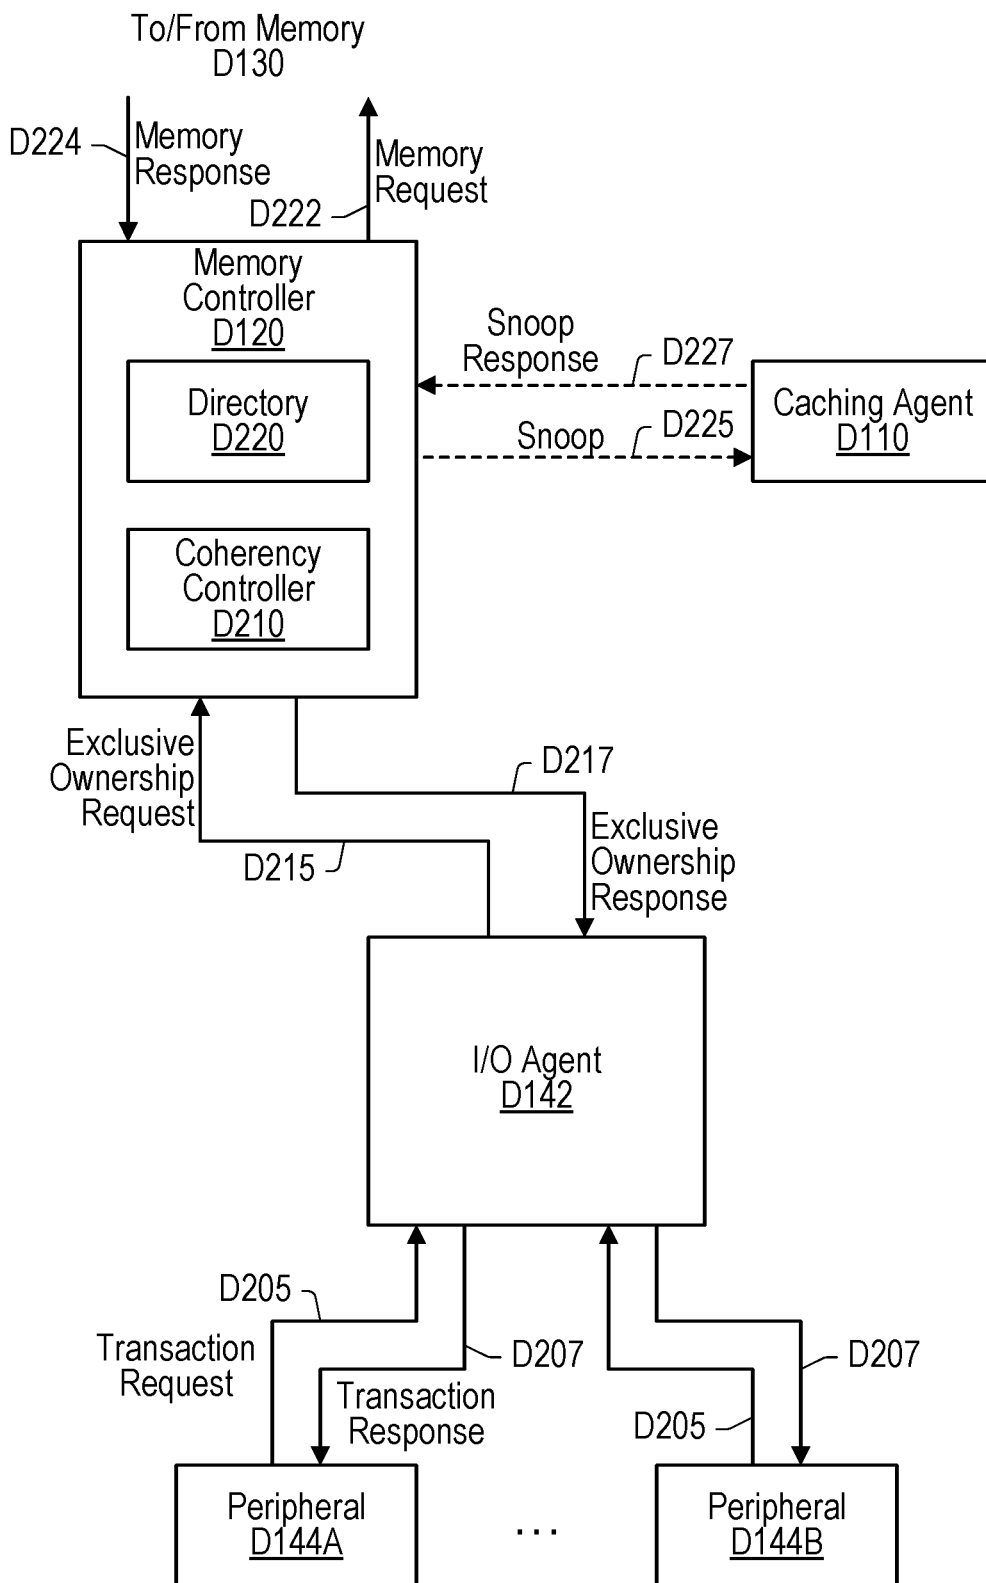 To/From Memory
D130
D224
Memory
Response
Memory
Request
D222
Memory
Controller
D120
Directory
D220
Coherency
Controller
D210
Snoop
Response
D227
Snoop
D225
Caching Agent
D110
Exclusive
Ownership
Request
D215
D217
Exclusive
Ownership
Response
I/O Agent
D142
D205
Transaction
Request
D207
Transaction
Response
D205
D207
Peripheral
D144A
...
Peripheral
D144B